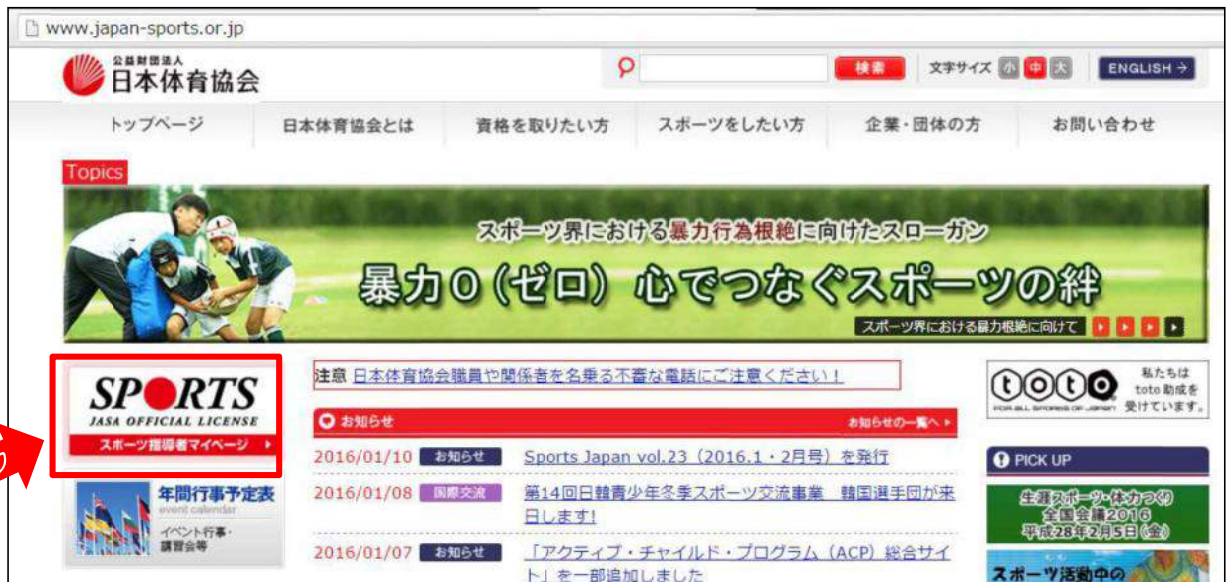 www.japan-sports.or.jp
公益財団法人
日本体育協会
検索
文字サイズ 小 中 大
ENGLISH →
トップページ 日本体育協会とは 資格を取りたい方 スポーツをしたい方 企業・団体の方 お問い合わせ
Topics
スポーツ界における暴力行為根絶に向けたスローガン
暴力0(ゼロ) 心でつなぐスポーツの絆
スポーツ界における暴力根絶に向けて
SPORTS
JASA OFFICIAL LICENSE
スポーツ指導者マイページ
年間行事予定表
event calendar
イベント行事・
講習会等
注意 日本体育協会職員や関係者を名乗る不審な電話にご注意ください!
お知らせ お知らせの一覧へ
2016/01/10 お知らせ Sports Japan vol.23(2016.1・2月号)を発行
2016/01/08 国際交流 第14回日韓青少年冬季スポーツ交流事業 韓国選手団が来
日します!
2016/01/07 お知らせ 「アクティブ・チャイルド・プログラム(ACP)総合サイ
ト」を一部追加しました
toto
FOR ALL SPORTS OF JAPAN
私たちは
toto助成を
受けています。
PICK UP
生涯スポーツ・体力つくり
全国会議2016
平成28年2月5日(金)
スポーツ活動中の